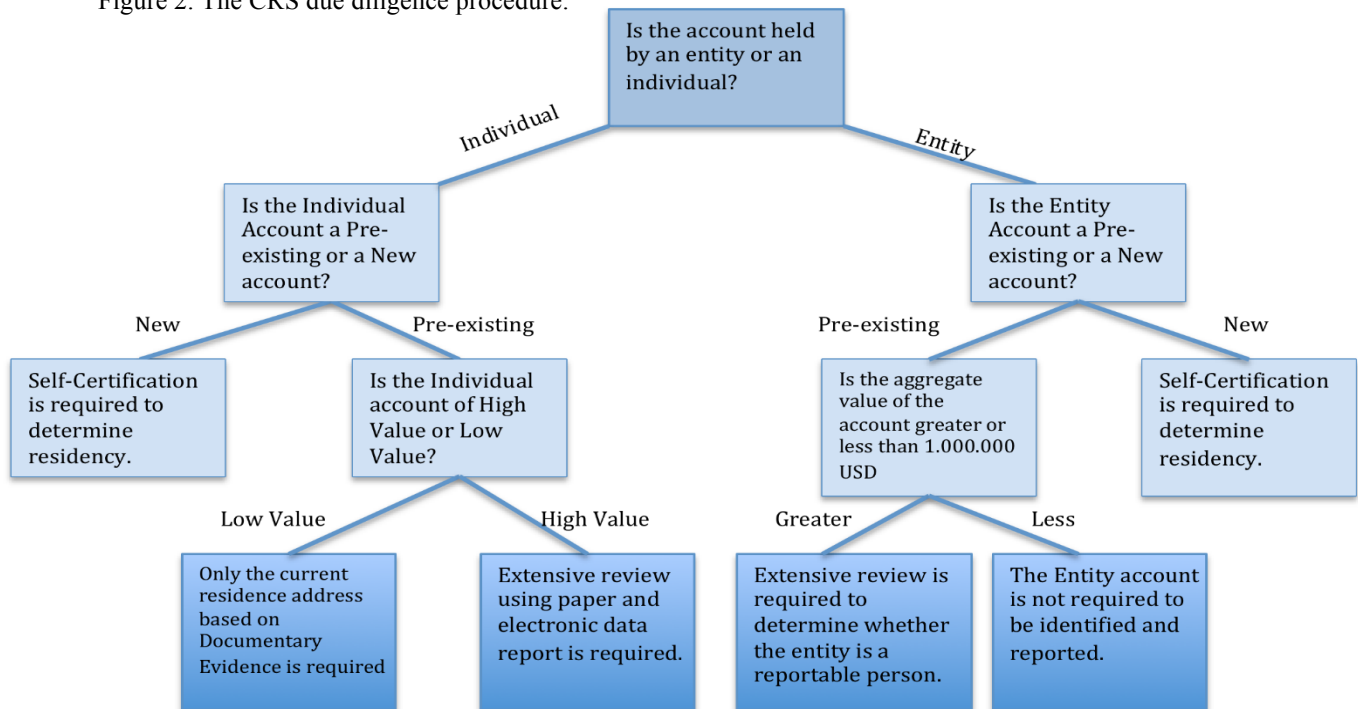 Figure 2. The CRS due diligence procedure.
Is the account held
by an entity or an
individual?
Individual
Entity
Is the Individual
Account a Pre-
existing or a New
account?
Is the Entity
Account a Pre-
existing or a New
account?
New
Pre-existing
Pre-existing
New
Self-Certification
is required to
determine
residency.
Is the Individual
account of High
Value or Low
Value?
Is the aggregate
value of the
account greater or
less than 1.000.000
USD
Self-Certification
is required to
determine
residency.
Low Value
High Value
Greater
Less
Only the current
residence address
based on
Documentary
Evidence is required
Extensive review
using paper and
electronic data
report is required.
Extensive review is
required to
determine whether
the entity is a
reportable person.
The Entity account
is not required to
be identified and
reported.